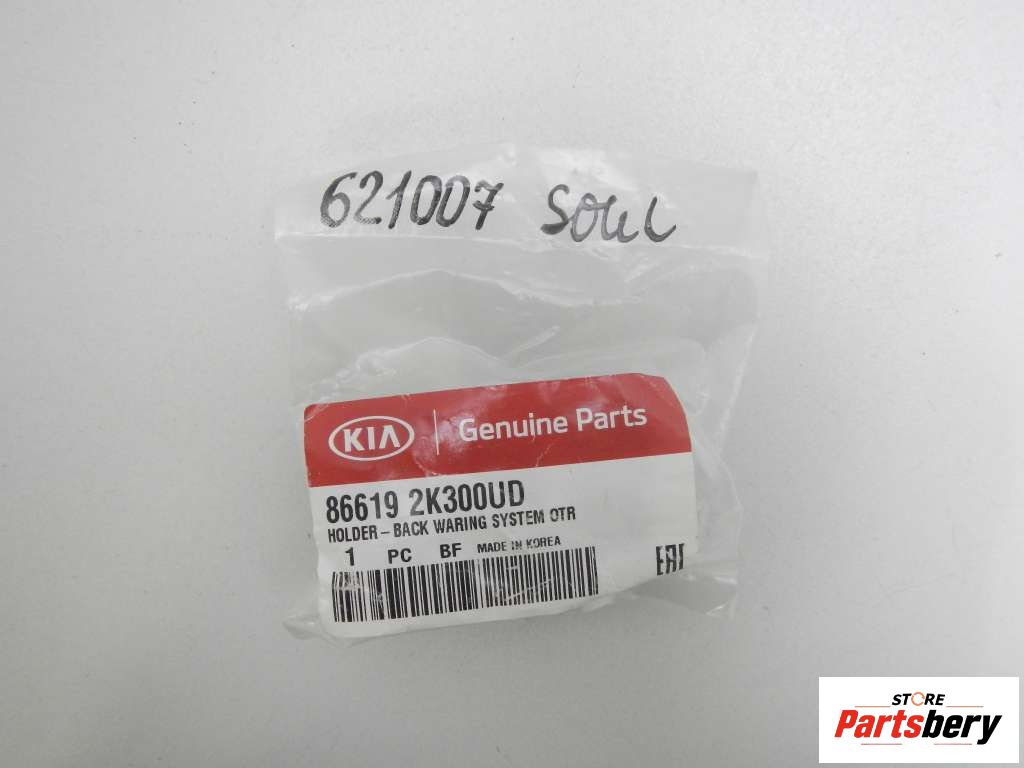 621007 SOUL
KIA Genuine Parts
86619 2K300UD
HOLDER-BACK WARING SYSTEM OTR
1 PC BF MADE IN KOREA
EAC
STORE
Partsbery